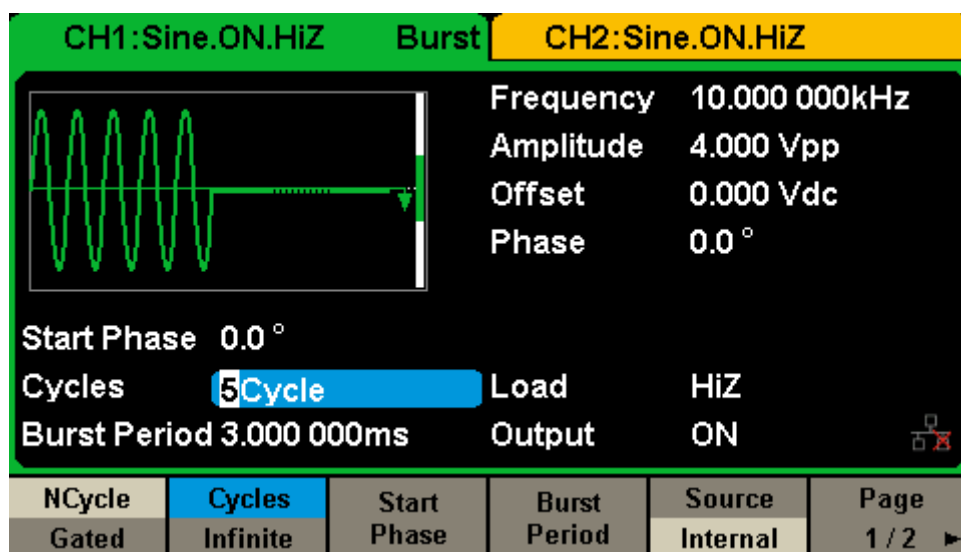 CH1:Sine.ON.HiZ Burst CH2:Sine.ON.HiZ
Frequency 10.000 000kHz
Amplitude 4.000 Vpp
Offset 0.000 Vdc
Phase 0.0 °
Start Phase 0.0 °
Cycles 5Cycle Load HiZ
Burst Period 3.000 000ms Output ON
NCycle Cycles Start Burst Source Page
Gated Infinite Phase Period Internal 1/2 ►